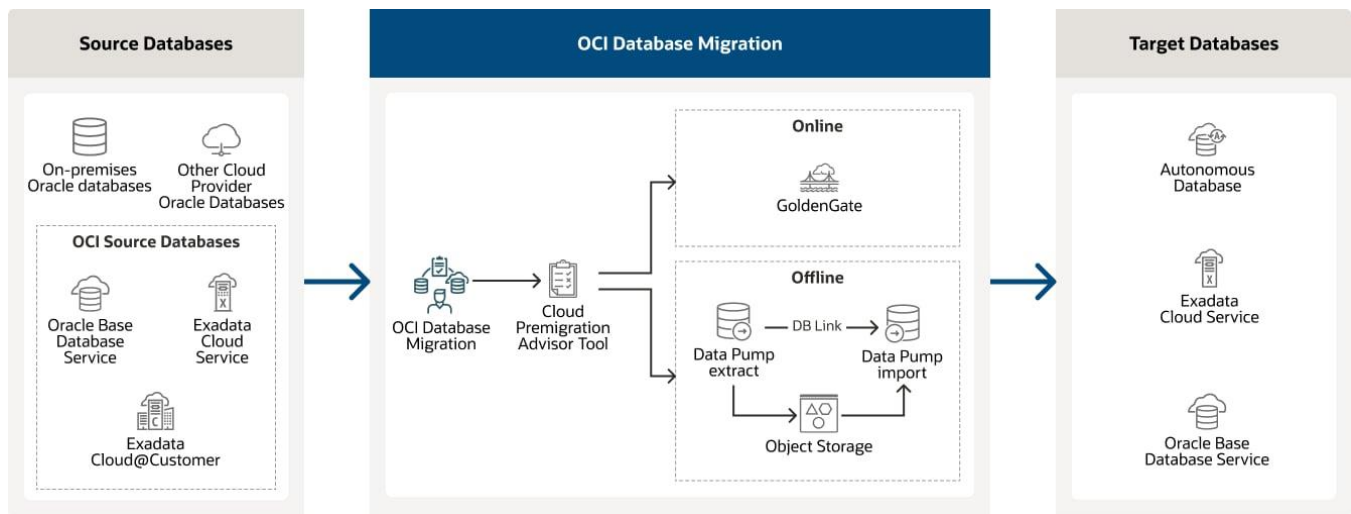 Source Databases
On-premises
Oracle databases
Other Cloud
Provider
Oracle Databases
OCI Source Databases
Oracle Base
Database
Service
Exadata
Cloud
Service
Exadata
Cloud@Customer
OCI Database Migration
OCI Database
Migration
Cloud
Premigration
Advisor Tool
Online
GoldenGate
Offline
Data Pump
extract
DB Link
Data Pump
import
Object Storage
Target Databases
Autonomous
Database
Exadata
Cloud Service
Oracle Base
Database Service